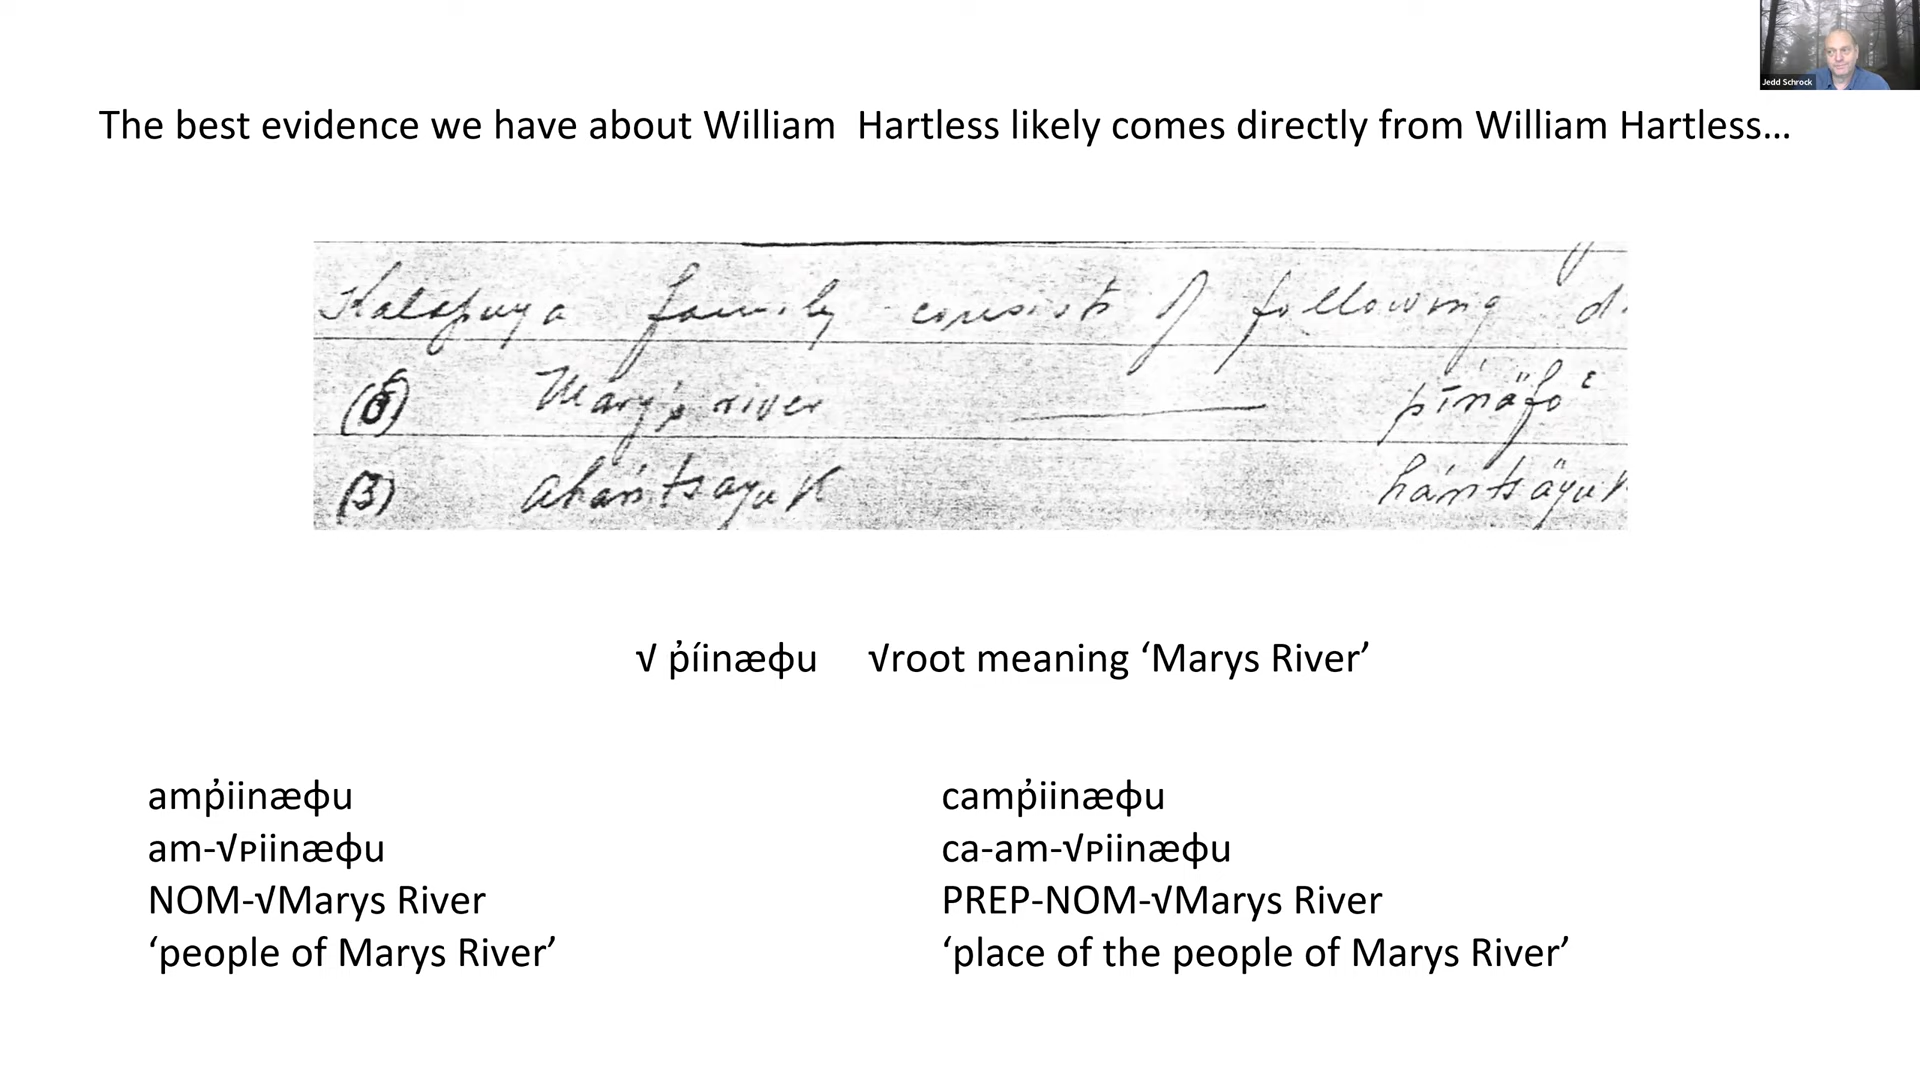 Jedd Schrock
The best evidence we have about William  Hartless likely comes directly from William Hartless...
Kalapuya family consists of following d.
(6) Mary's river pīnäfō ͑
(3) ahántsayuk hántsäyuk
√ p̓íinæɸu √root meaning ‘Marys River’
amp̓iinæɸu
am-√ᴘiinæɸu
NOM-√Marys River
‘people of Marys River’
camp̓iinæɸu
ca-am-√ᴘiinæɸu
PREP-NOM-√Marys River
‘place of the people of Marys River’